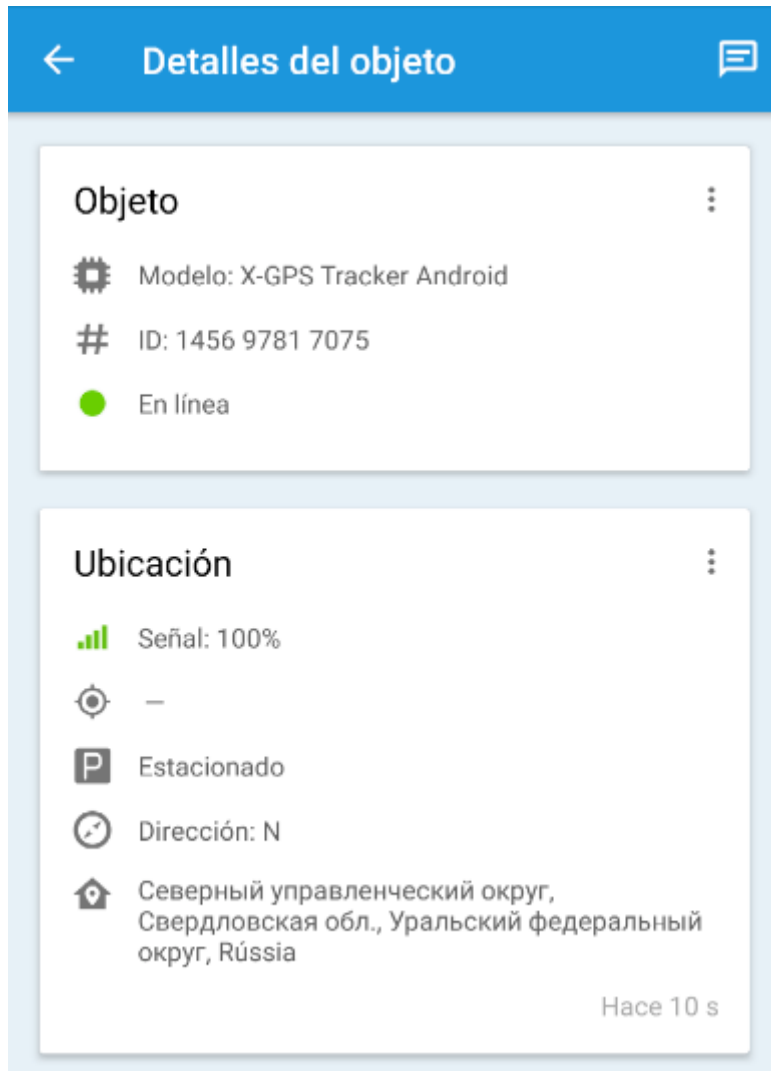 Detalles del objeto
Objeto
Modelo: X-GPS Tracker Android
ID: 1456 9781 7075
En línea
Ubicación
Señal: 100%
—
P Estacionado
Dirección: N
Северный управленческий округ,
Свердловская обл., Уральский федеральный
округ, Rússia
Hace 10 s